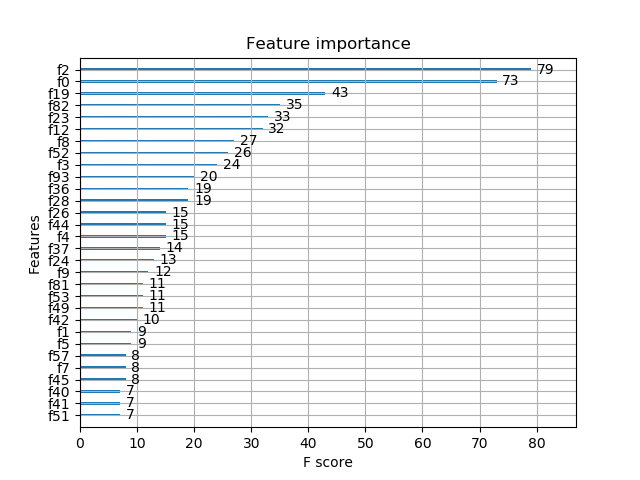 Feature importance
f2 79
f0 73
f19 43
f82 35
f23 33
f12 32
f8 27
f52 26
f3 24
f93 20
f36 19
f28 19
f26 15
f44 15
f4 15
f37 14
f24 13
f9 12
f81 11
f53 11
f49 11
f42 10
f1 9
f5 9
f57 8
f7 8
f45 8
f40 7
f41 7
f51 7
Features
0 10 20 30 40 50 60 70 80
F score